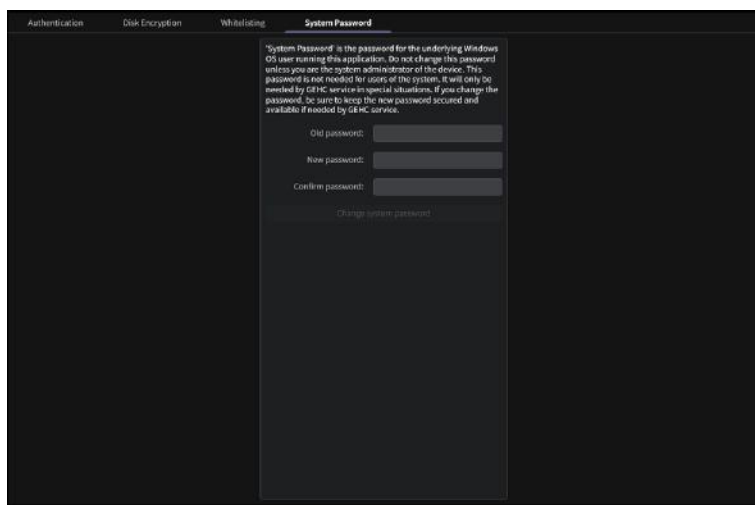 Authentication Disk Encryption Whitelisting System Password
'System Password' is the password for the underlying Windows
OS user running this application. Do not change this password
unless you are the system administrator of the device. This
password is not needed for users of the system. It will only be
needed by GEHC service in special situations. If you change the
password, be sure to keep the new password secured and
available if needed by GEHC service.
Old password:
New password:
Confirm password:
Change system password